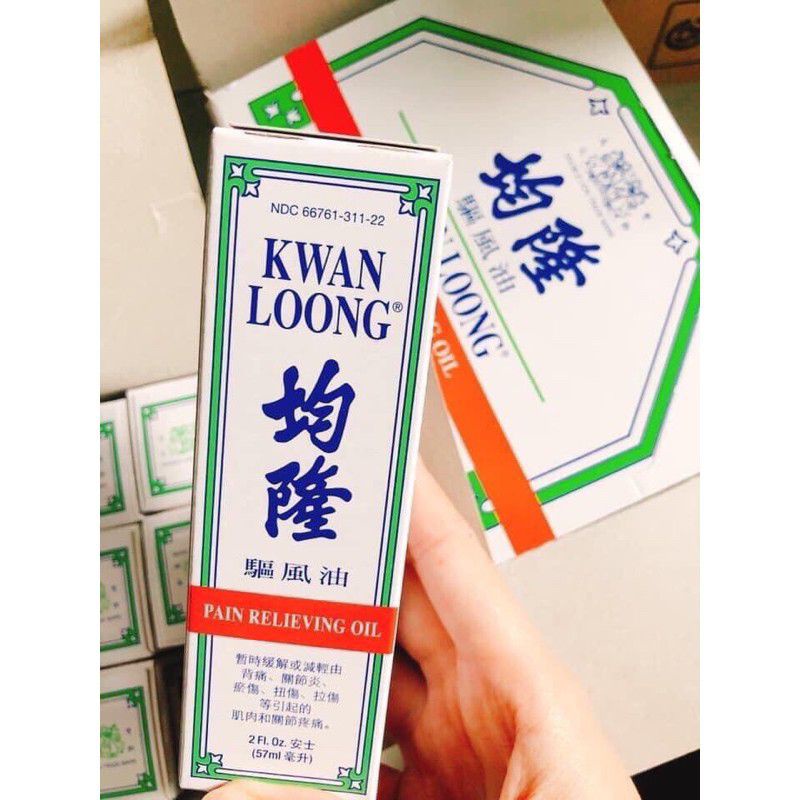 NDC 66761-311-22
KWAN
LOONG®
均
隆
驅風油
PAIN RELIEVING OIL
暫時緩解或減輕由
背痛、關節炎、
瘀傷、扭傷、拉傷
等引起的
肌肉和關節疼痛。
2 Fl. Oz. 安士
(57ml 毫升)
均隆
驅風油
LOONG®
OIL